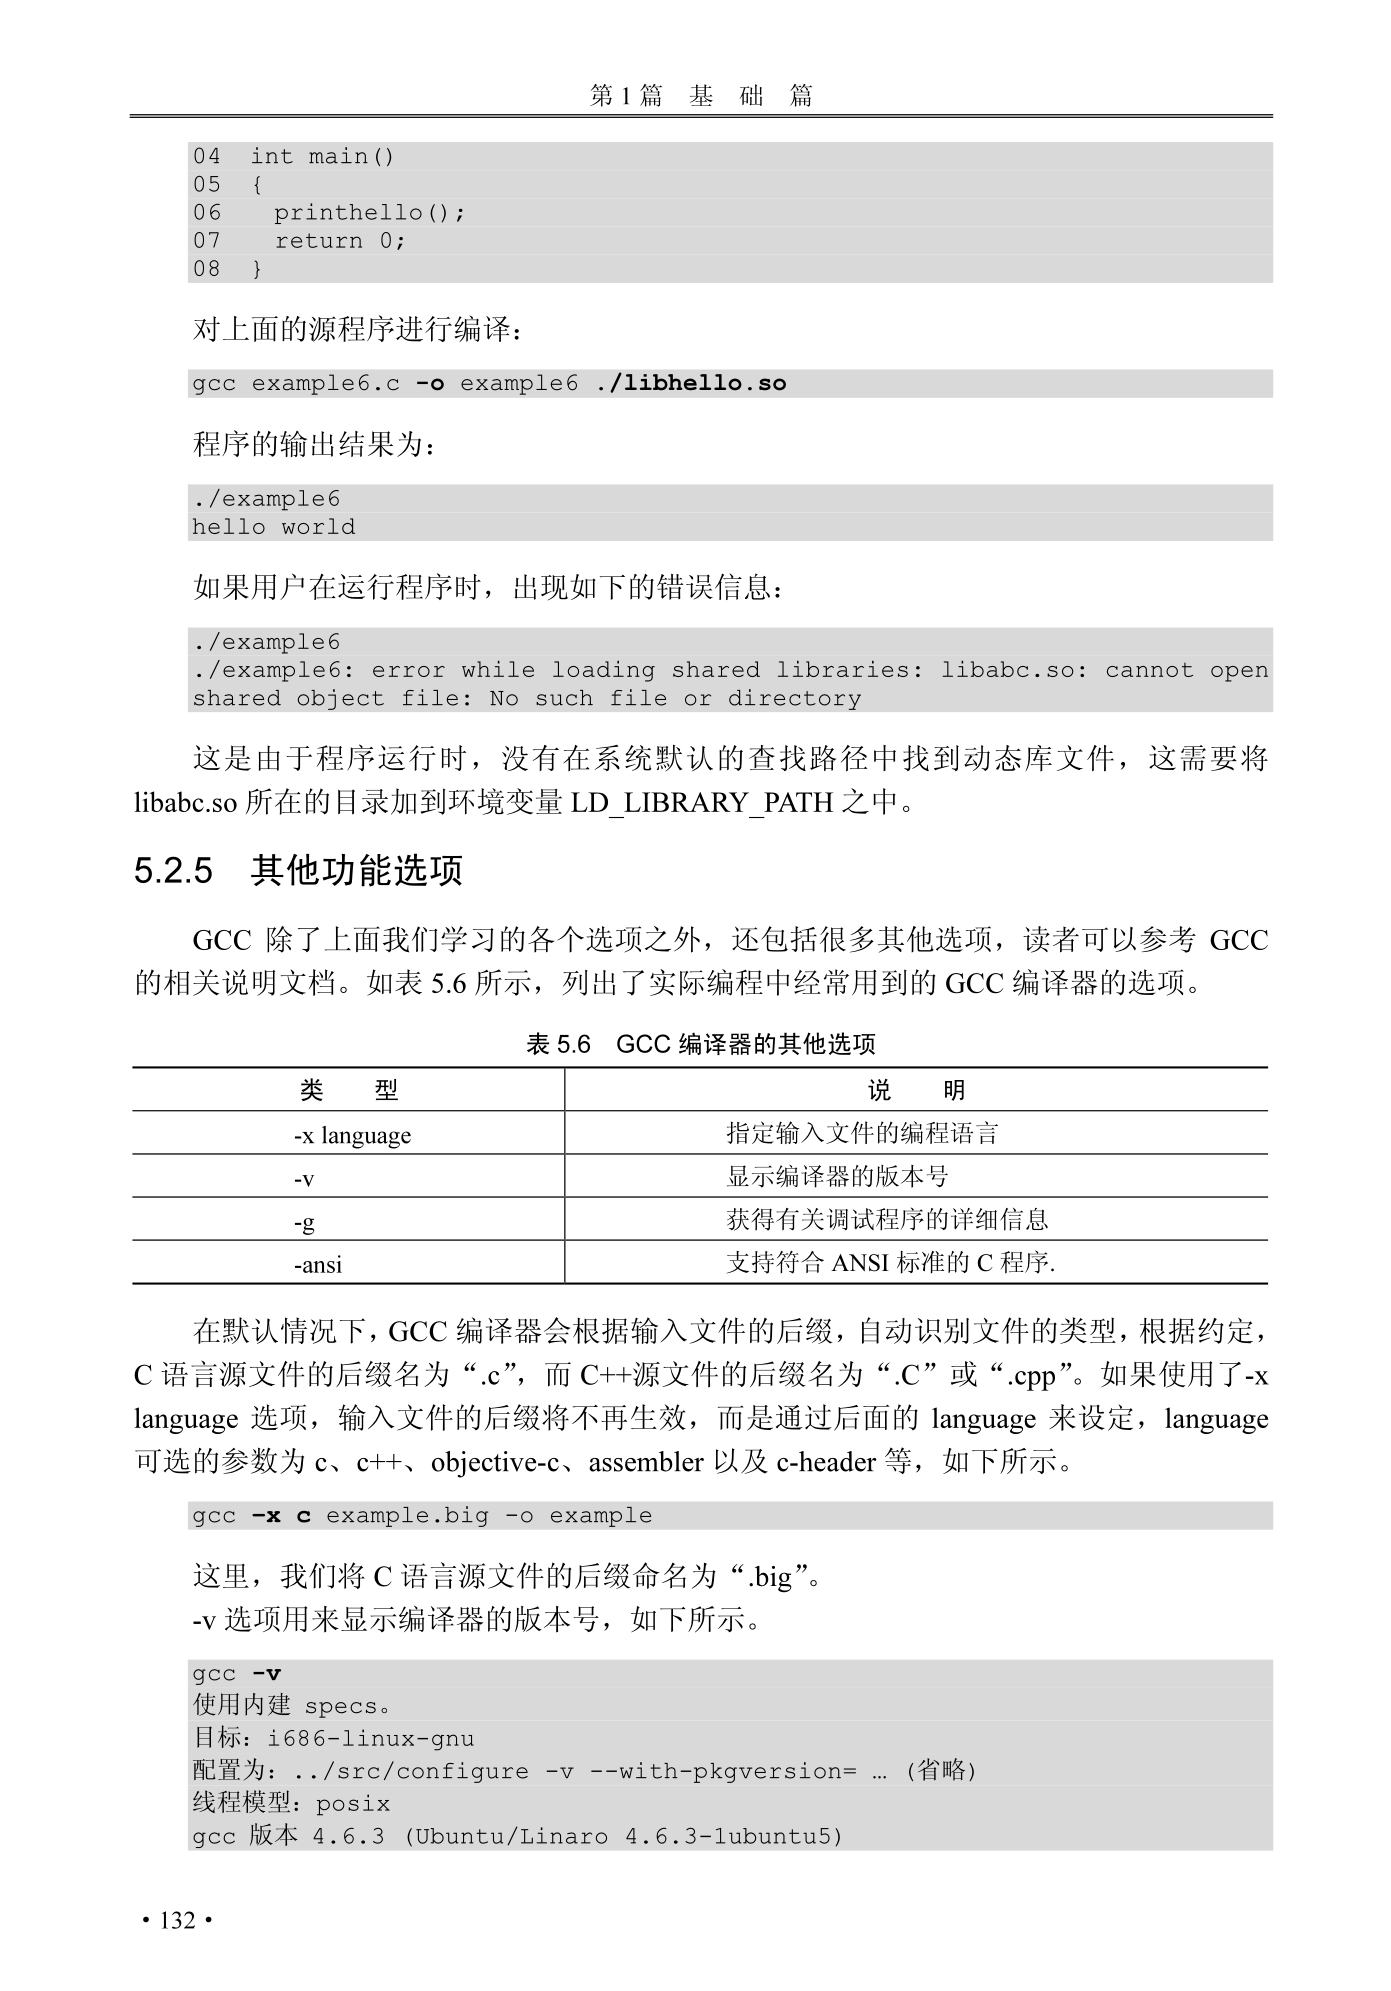 第 1 篇　基　础　篇
04  int main()
05  {
06   printhello();
07   return 0;
08  }
对上面的源程序进行编译：
gcc example6.c -o example6 ./libhello.so
程序的输出结果为：
./example6
hello world
如果用户在运行程序时，出现如下的错误信息：
./example6
./example6: error while loading shared libraries: libabc.so: cannot open
shared object file: No such file or directory
这是由于程序运行时，没有在系统默认的查找路径中找到动态库文件，这需要将
libabc.so 所在的目录加到环境变量 LD_LIBRARY_PATH 之中。
5.2.5　其他功能选项
GCC 除了上面我们学习的各个选项之外，还包括很多其他选项，读者可以参考 GCC
的相关说明文档。如表 5.6 所示，列出了实际编程中经常用到的 GCC 编译器的选项。
表 5.6　GCC 编译器的其他选项
类　型　说　明
-x language　指定输入文件的编程语言
-v　显示编译器的版本号
-g　获得有关调试程序的详细信息
-ansi　支持符合 ANSI 标准的 C 程序.
在默认情况下，GCC 编译器会根据输入文件的后缀，自动识别文件的类型，根据约定，
C 语言源文件的后缀名为“.c”，而 C++源文件的后缀名为“.C”或“.cpp”。如果使用了-x
language 选项，输入文件的后缀将不再生效，而是通过后面的 language 来设定，language
可选的参数为 c、c++、objective-c、assembler 以及 c-header 等，如下所示。
gcc –x c example.big -o example
这里，我们将 C 语言源文件的后缀命名为“.big”。
-v 选项用来显示编译器的版本号，如下所示。
gcc -v
使用内建 specs。
目标：i686-linux-gnu
配置为：../src/configure -v --with-pkgversion= … (省略)
线程模型：posix
gcc 版本 4.6.3 (Ubuntu/Linaro 4.6.3-1ubuntu5)
• 132 •